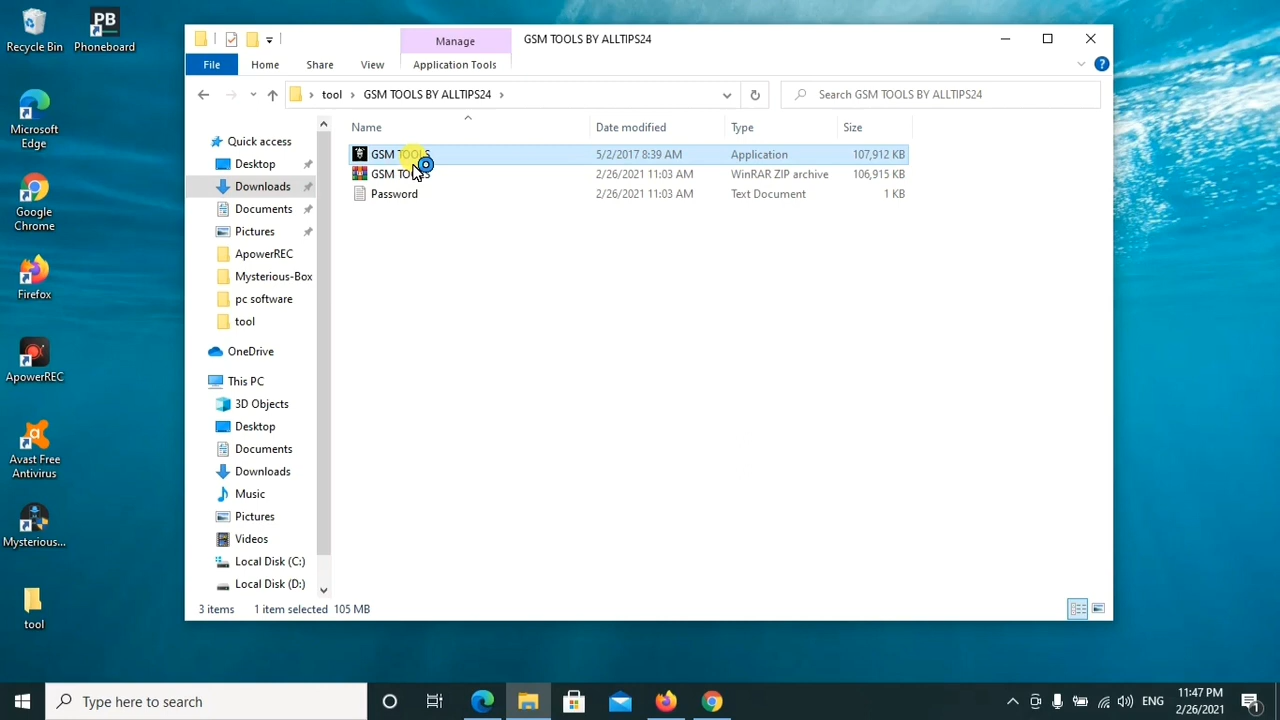 Recycle Bin
Phoneboard
Microsoft Edge
Google Chrome
Firefox
ApowerREC
Avast Free Antivirus
Mysterious...
tool
Manage
GSM TOOLS BY ALLTIPS24
File
Home
Share
View
Application Tools
tool > GSM TOOLS BY ALLTIPS24 >
Search GSM TOOLS BY ALLTIPS24
Name
Date modified
Type
Size
GSM TOOLS 5/2/2017 8:39 AM Application 107,912 KB
GSM TOOLS 2/26/2021 11:03 AM WinRAR ZIP archive 106,915 KB
Password 2/26/2021 11:03 AM Text Document 1 KB
Quick access
Desktop
Downloads
Documents
Pictures
ApowerREC
Mysterious-Box
pc software
tool
OneDrive
This PC
3D Objects
Desktop
Documents
Downloads
Music
Pictures
Videos
Local Disk (C:)
Local Disk (D:)
3 items 1 item selected 105 MB
Type here to search
ENG
11:47 PM
2/26/2021